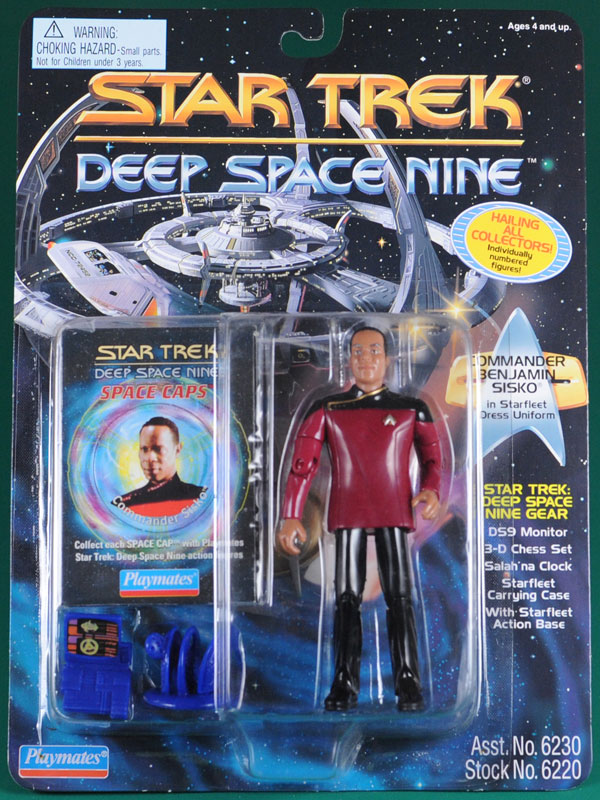 WARNING:
CHOKING HAZARD-Small parts.
Not for Children under 3 years.
Ages 4 and up.
STAR TREK®
DEEP SPACE NINE™
HAILING
ALL
COLLECTORS!
Individually
numbered
figures!
COMMANDER
BENJAMIN
SISKO®
in Starfleet
Dress Uniform
STAR TREK:
DEEP SPACE
NINE GEAR
DS9 Monitor
3-D Chess Set
Salah'na Clock
Starfleet
Carrying Case
With Starfleet
Action Base
STAR TREK
DEEP SPACE NINE
SPACE CAPS
Commander Sisko
Collect each SPACE CAP with Playmates
Star Trek: Deep Space Nine action figures
Playmates
Playmates®
Asst. No. 6230
Stock No. 6220